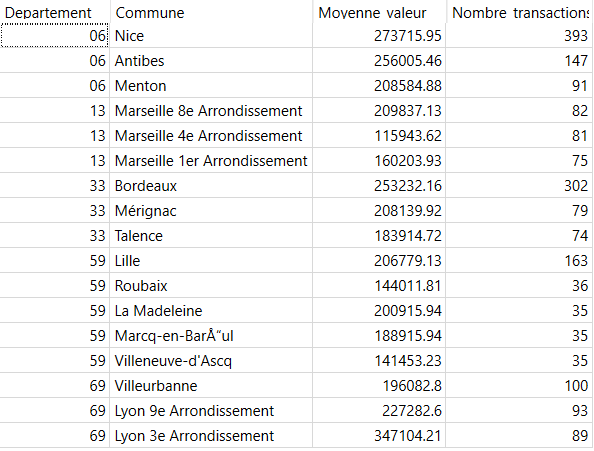 Departement Commune Moyenne valeur Nombre transactions
06 Nice 273715.95 393
06 Antibes 256005.46 147
06 Menton 208584.88 91
13 Marseille 8e Arrondissement 209837.13 82
13 Marseille 4e Arrondissement 115943.62 81
13 Marseille 1er Arrondissement 160203.93 75
33 Bordeaux 253232.16 302
33 Mérignac 208139.92 79
33 Talence 183914.72 74
59 Lille 206779.13 163
59 Roubaix 144011.81 36
59 La Madeleine 200915.94 35
59 Marcq-en-BarÅ“ul 188915.94 35
59 Villeneuve-d'Ascq 141453.23 35
69 Villeurbanne 196082.8 100
69 Lyon 9e Arrondissement 227282.6 93
69 Lyon 3e Arrondissement 347104.21 89